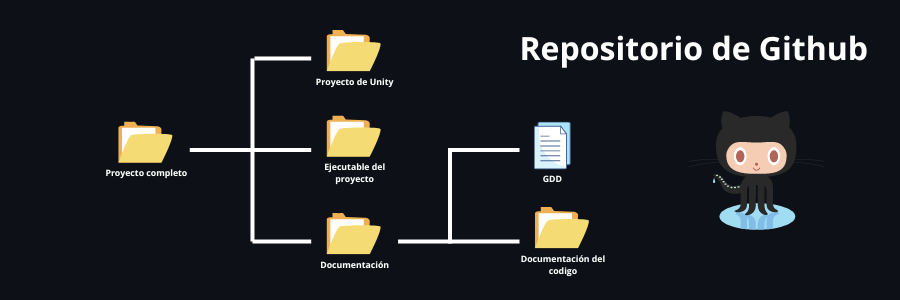 Repositorio de Github
Proyecto de Unity
Proyecto completo
Ejecutable del
proyecto
GDD
Documentación
Documentación del
codigo